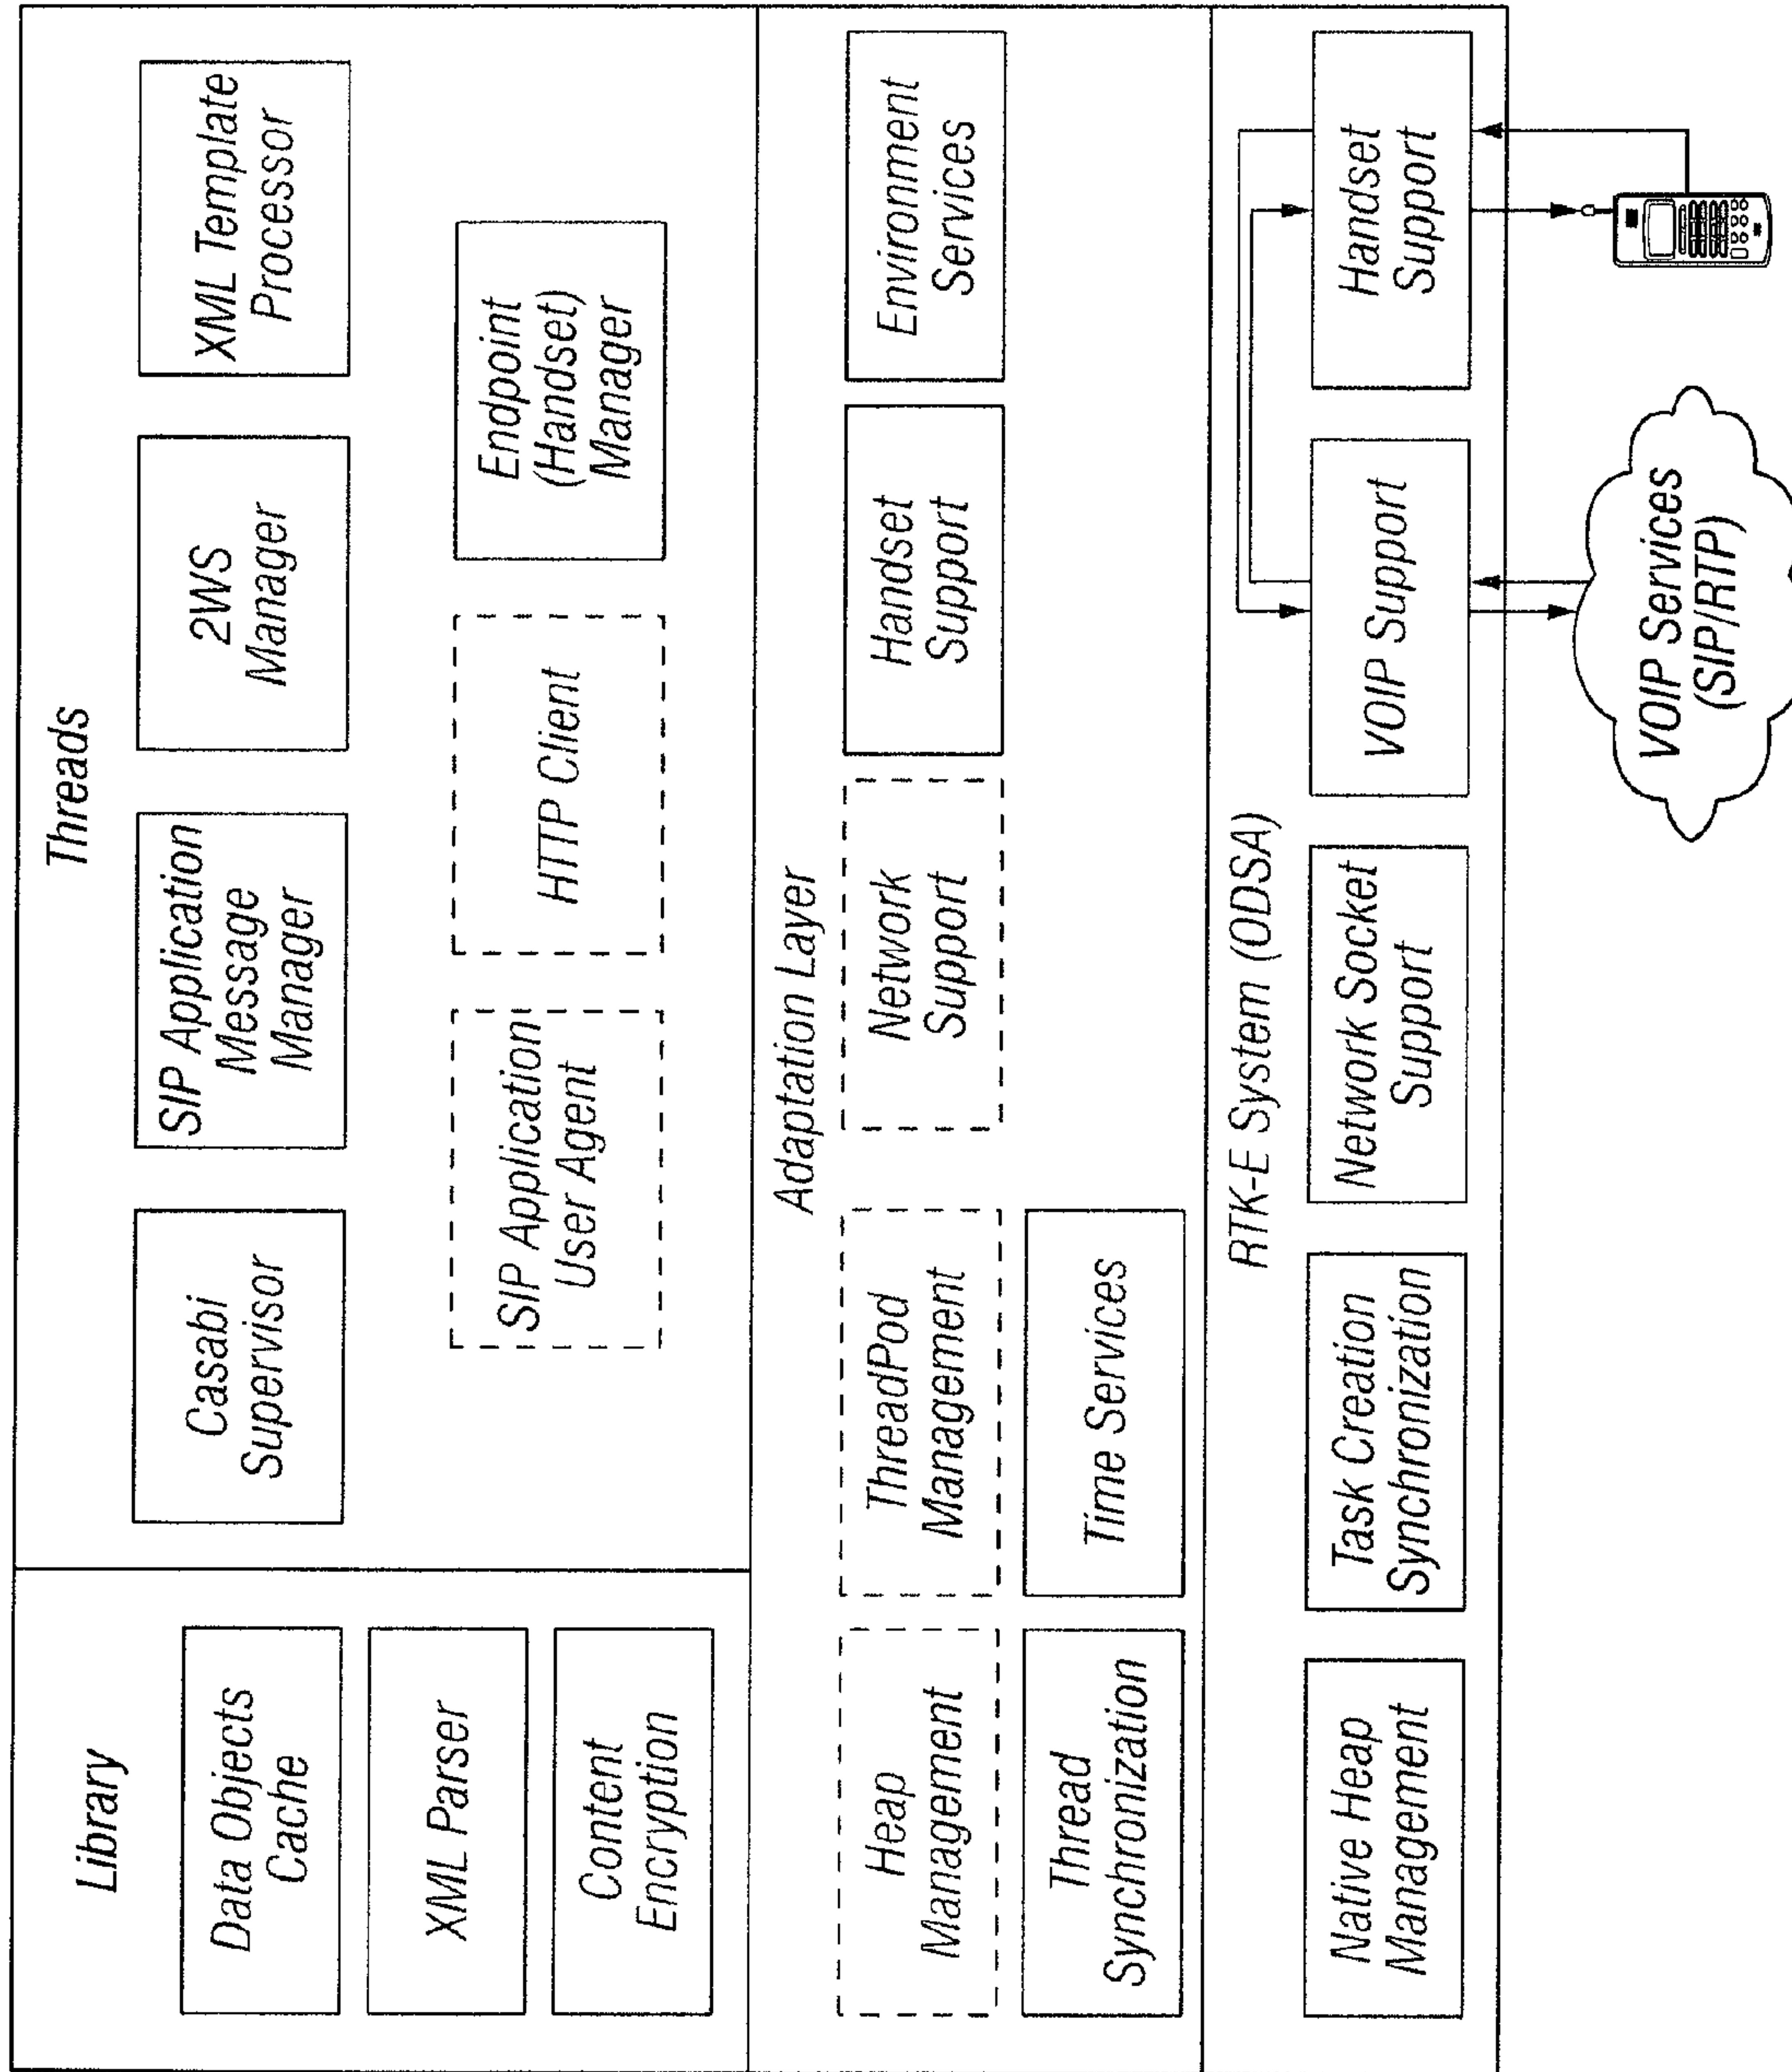 Library
Data Objects
Cache
XML Parser
Content
Encryption
Threads
Casabi
Supervisor
SIP Application
Message
Manager
2WS
Manager
XML Template
Processor
SIP Application
User Agent
HTTP Client
Endpoint
(Handset)
Manager
Adaptation Layer
Heap
Management
ThreadPod
Management
Network
Support
Handset
Support
Environment
Services
Thread
Synchronization
Time Services
RTK-E System (ODSA)
Native Heap
Management
Task Creation
Synchronization
Network Socket
Support
VOIP Support
Handset
Support
VOIP Services
(SIP/RTP)